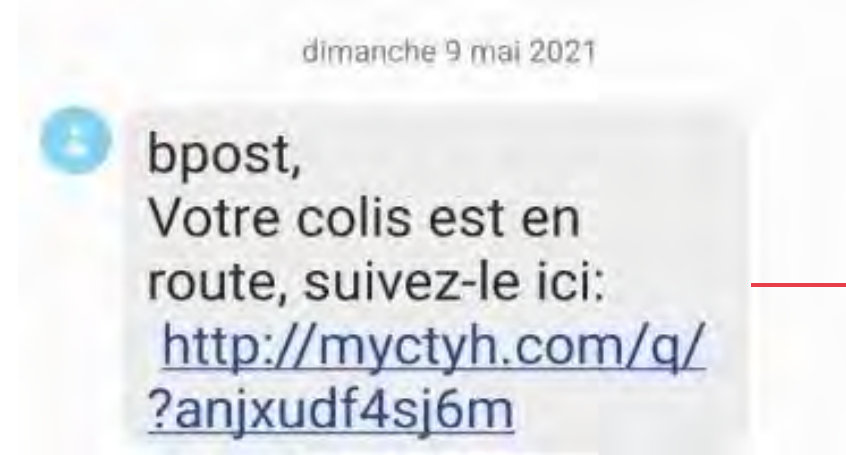 dimanche 9 mai 2021
bpost,
Votre colis est en
route, suivez-le ici:
http://myctyh.com/q/
?anjxudf4sj6m